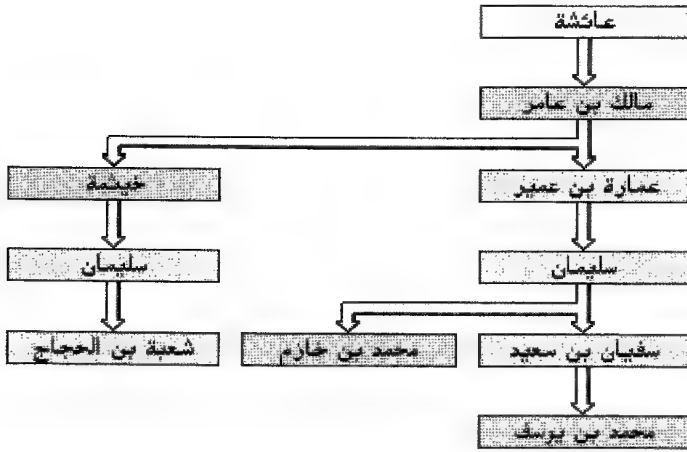 عائشة
مالك بن عامر
عمارة بن عمير
خيثمة
سليمان
سليمان
سفيان بن سعيد
محمد بن خازم
شعبة بن الحجاج
محمد بن يوسف